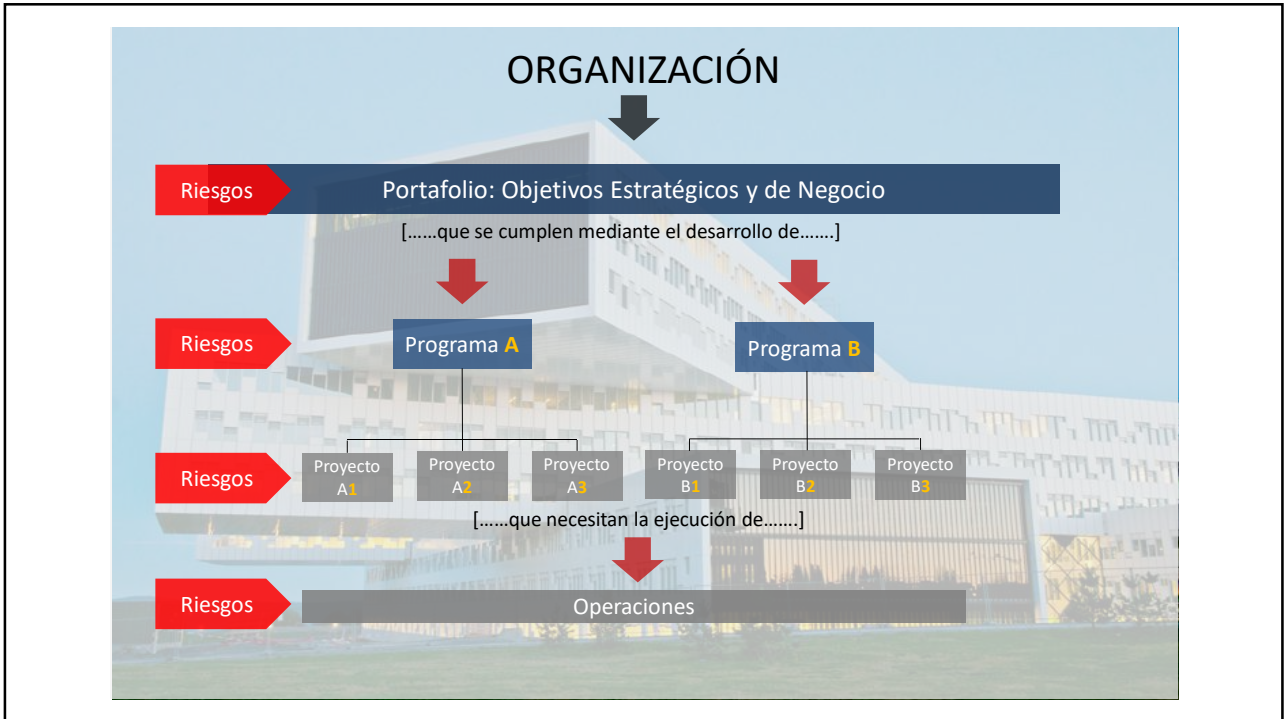 ORGANIZACIÓN
Riesgos
Portafolio: Objetivos Estratégicos y de Negocio
[......que se cumplen mediante el desarrollo de.......]
Riesgos
Programa A
Programa B
Riesgos
Proyecto
A1
Proyecto
A2
Proyecto
A3
Proyecto
B1
Proyecto
B2
Proyecto
B3
[......que necesitan la ejecución de.......]
Riesgos
Operaciones